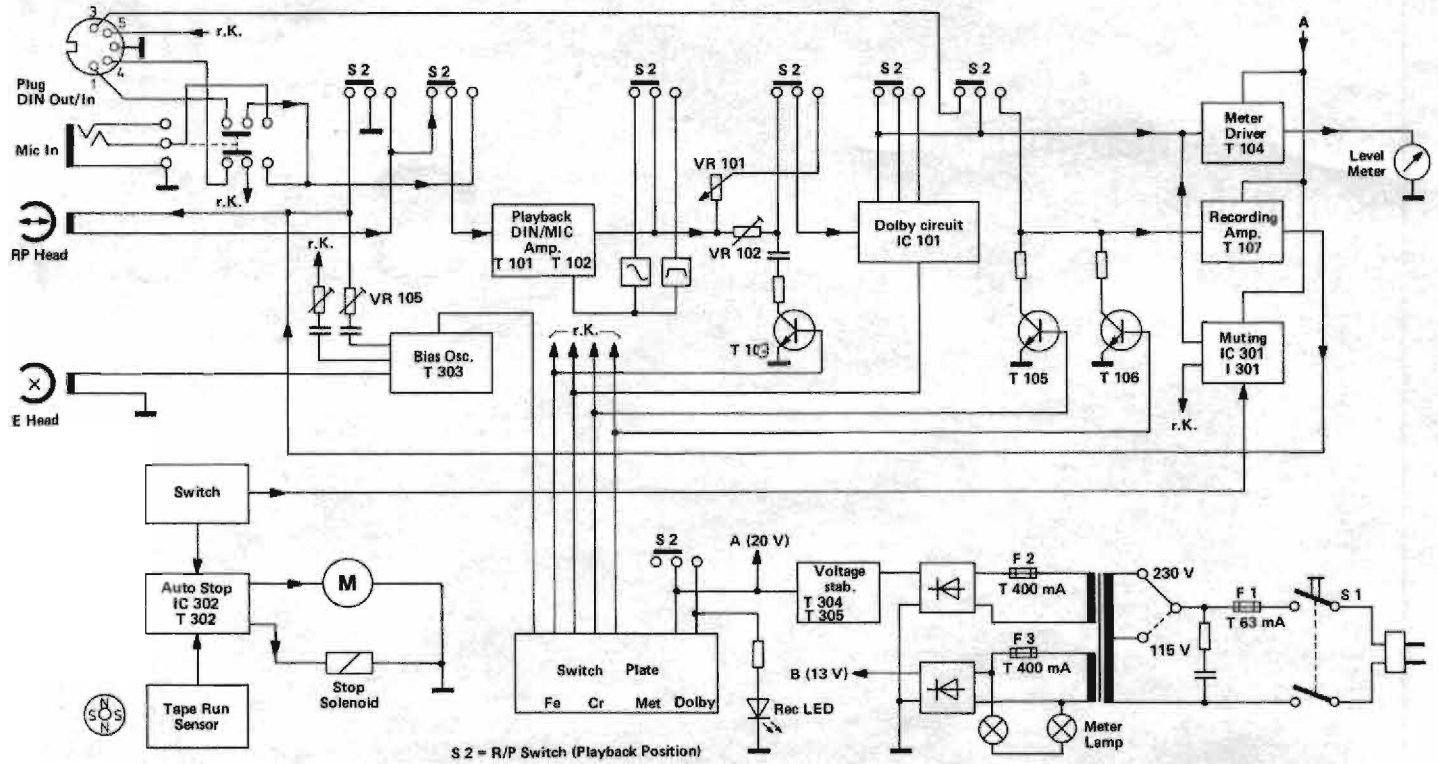 3
5
r.K.
4
1
Plug
DIN Out/In
Mic In
r.K.
RP Head
E Head
S 2
S 2
S 2
S 2
S 2
S 2
A
Meter
Driver
T 104
Level
Meter
VR 101
Playback
DIN/MIC
Amp.
T 101 T 102
VR 102
Dolby circuit
IC 101
Recording
Amp.
T 107
r.K.
VR 105
Bias Osc.
T 303
r.K.
T 105
T 106
Muting
IC 301
I 301
r.K.
Switch
Auto Stop
IC 302
T 302
M
Stop
Solenoid
Tape Run
Sensor
N
S S
N
S 2
A (20 V)
Voltage
stab.
T 304
T 305
F 2
T 400 mA
F 3
T 400 mA
B (13 V)
230 V
115 V
F 1
T 63 mA
S 1
Switch Plate
Fe Cr Met Dolby
Rec LED
Meter
Lamp
S 2 = R/P Switch (Playback Position)